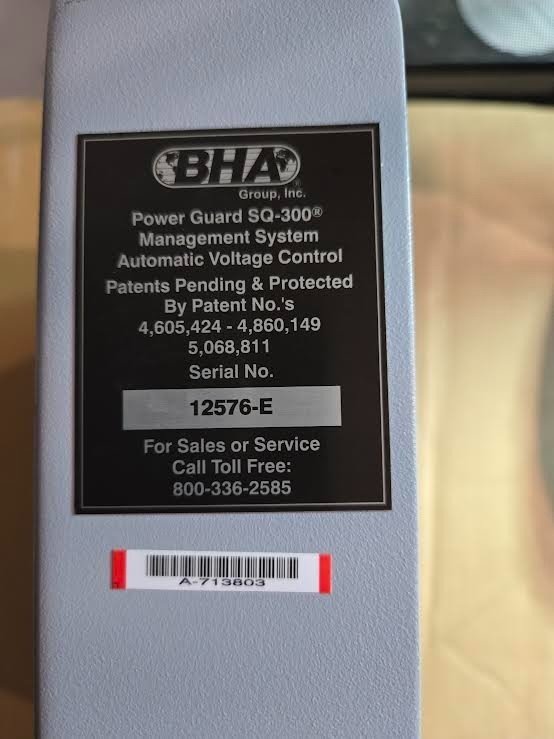 BHA®
Group, Inc.
Power Guard SQ-300®
Management System
Automatic Voltage Control
Patents Pending & Protected
By Patent No.'s
4,605,424 - 4,860,149
5,068,811
Serial No.
12576-E
For Sales or Service
Call Toll Free:
800-336-2585
A-713803